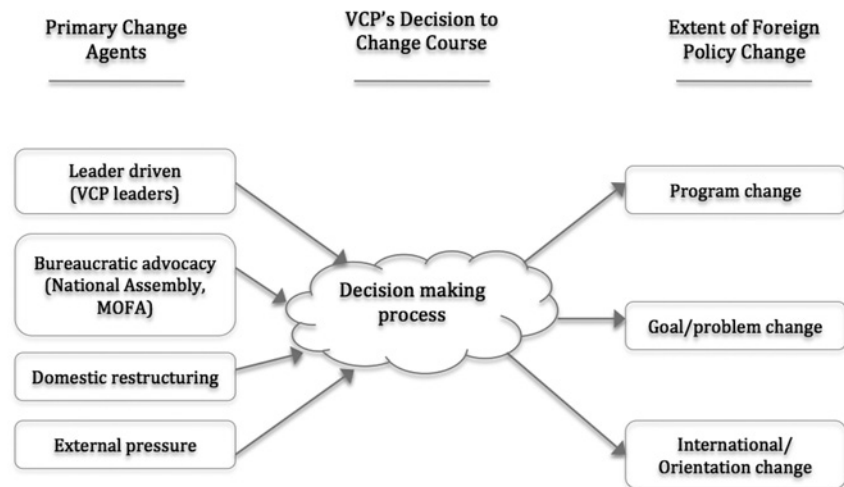 Primary Change
Agents
VCP's Decision to
Change Course
Extent of Foreign
Policy Change
Leader driven
(VCP leaders)
Bureaucratic advocacy
(National Assembly,
MOFA)
Domestic restructuring
External pressure
Decision making
process
Program change
Goal/problem change
International/
Orientation change